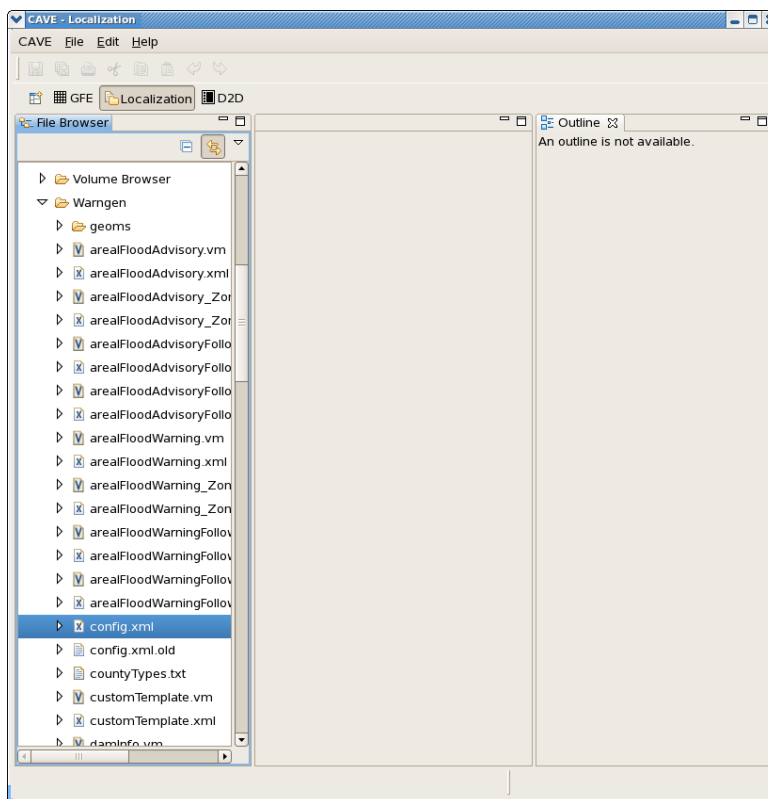 CAVE - Localization
CAVE File Edit Help
GFE Localization D2D
File Browser
Outline
An outline is not available.
Volume Browser
Warngen
geoms
arealFloodAdvisory.vm
arealFloodAdvisory.xml
arealFloodAdvisory_Zor
arealFloodAdvisory_Zor
arealFloodAdvisoryFollo
arealFloodAdvisoryFollo
arealFloodAdvisoryFollo
arealFloodAdvisoryFollo
arealFloodWarning.vm
arealFloodWarning.xml
arealFloodWarning_Zon
arealFloodWarning_Zon
arealFloodWarningFollov
arealFloodWarningFollov
arealFloodWarningFollov
arealFloodWarningFollov
config.xml
config.xml.old
countyTypes.txt
customTemplate.vm
customTemplate.xml
damInfo.vm